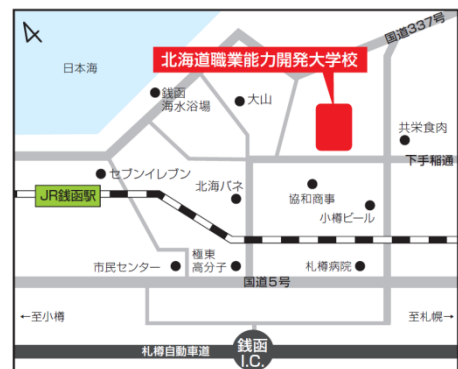 国道337号
日本海
北海道職業能力開発大学校
銭函
海水浴場
大山
共栄食肉
下手稲通
セブンイレブン
JR銭函駅
北海バネ
協和商事
小樽ビール
市民センター
極東
高分子
札樽病院
国道5号
←至小樽
至札幌→
札樽自動車道
銭函
I.C.